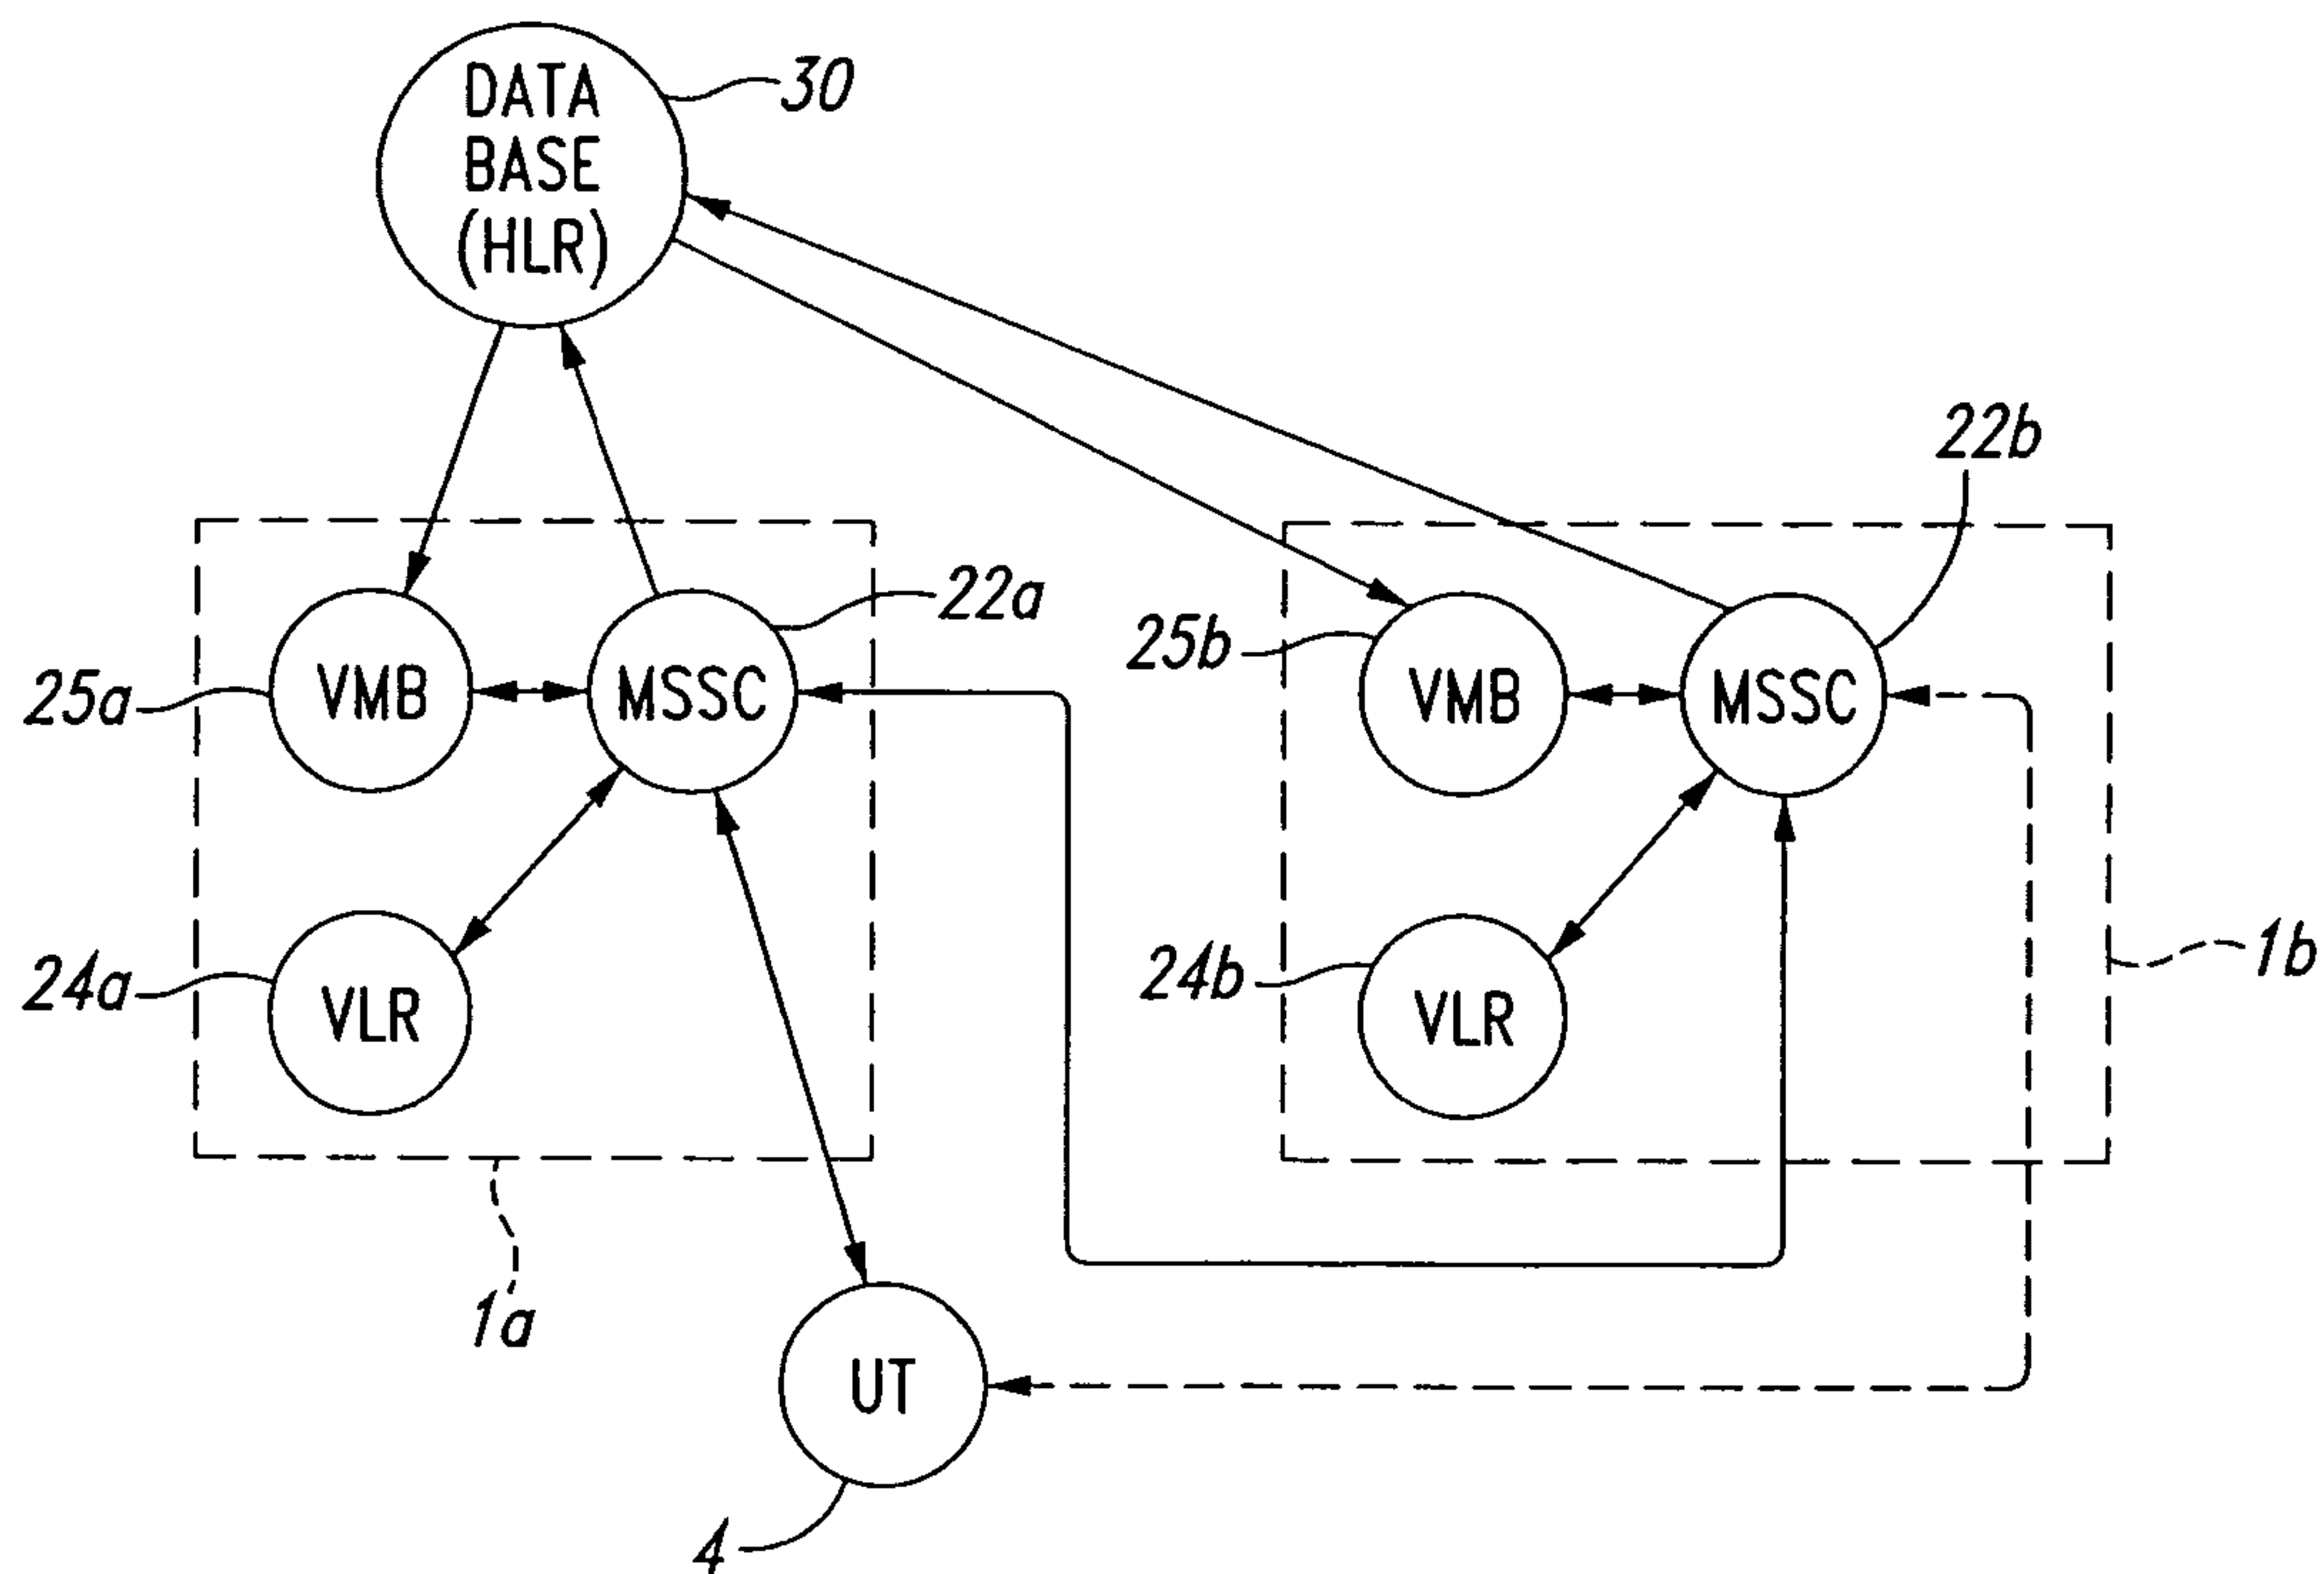 DATA
BASE
(HLR)
30
22b
22a
25b
25a
VMB
MSSC
VMB
MSSC
24a
VLR
24b
VLR
1b
1a
UT
4